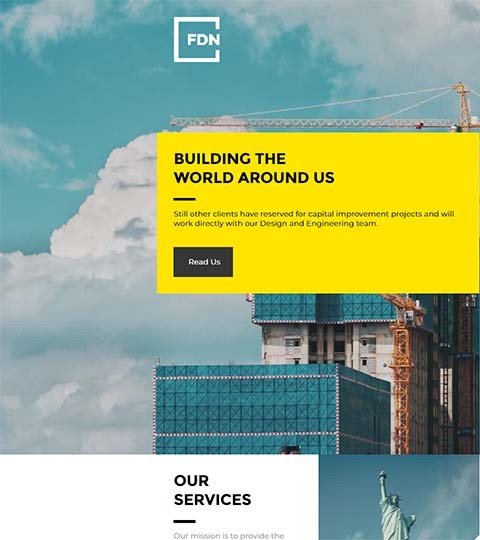 FDN
BUILDING THE
WORLD AROUND US
Still other clients have reserved for capital improvement projects and will
work directly with our Design and Engineering team.
Read Us
OUR
SERVICES
Our mission is to provide the